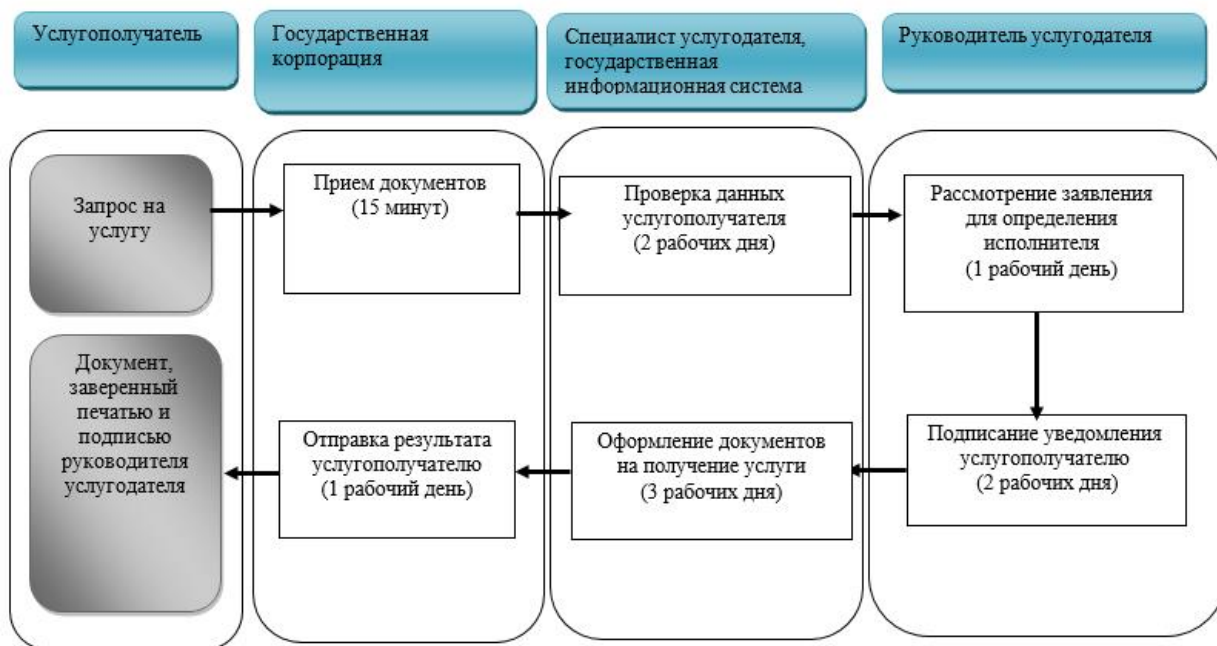 Услугополучатель
Государственная
корпорация
Специалист услугодателя,
государственная
информационная система
Руководитель услугодателя
Запрос на
услугу
Прием документов
(15 минут)
Проверка данных
услугополучателя
(2 рабочих дня)
Рассмотрение заявления
для определения
исполнителя
(1 рабочий день)
Документ,
заверенный
печатью и
подписью
руководителя
услугодателя
Отправка результата
услугополучателю
(1 рабочий день)
Оформление документов
на получение услуги
(3 рабочих дня)
Подписание уведомления
услугополучателю
(2 рабочих дня)